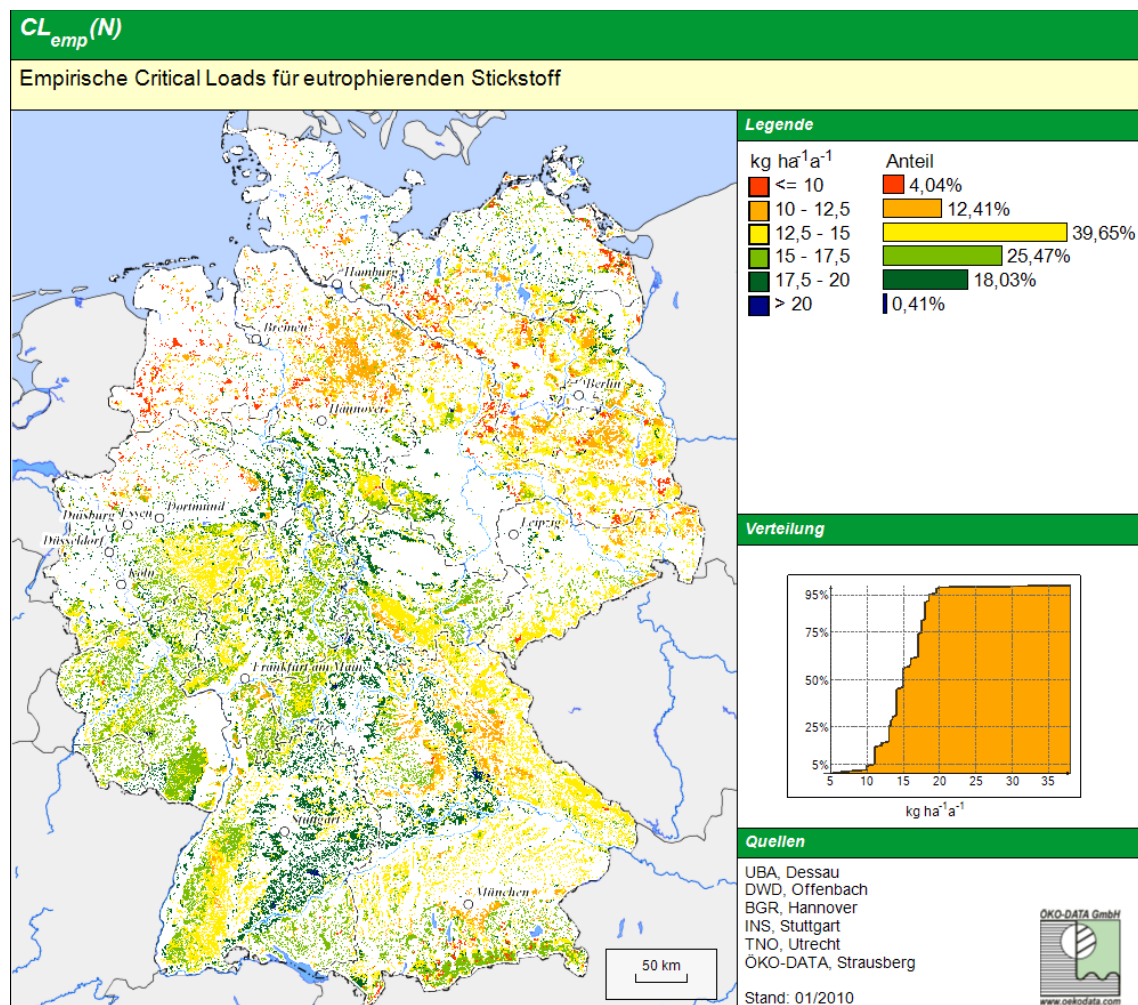 CLemp(N)
Empirische Critical Loads für eutrophierenden Stickstoff
Legende
kg ha-1a-1 Anteil
<= 10 4,04%
10 - 12,5 12,41%
12,5 - 15 39,65%
15 - 17,5 25,47%
17,5 - 20 18,03%
> 20 0,41%
Hamburg
Bremen
Berlin
Hannover
Dortmund
Essen
Duisburg
Düsseldorf
Leipzig
Köln
Frankfurt am Main
Stuttgart
München
50 km
Verteilung
95%
75%
50%
25%
5%
5 10 15 20 25 30 35
kg ha-1a-1
Quellen
UBA, Dessau
DWD, Offenbach
BGR, Hannover
INS, Stuttgart
TNO, Utrecht
ÖKO-DATA, Strausberg
Stand: 01/2010
ÖKO-DATA GmbH
www.oekodata.com